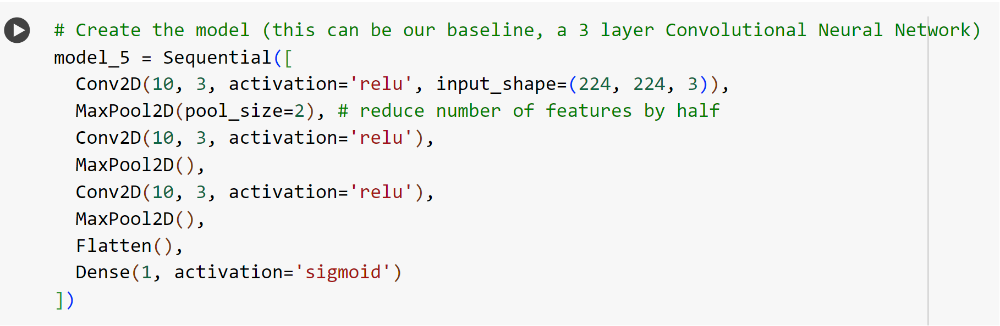 # Create the model (this can be our baseline, a 3 layer Convolutional Neural Network)
model_5 = Sequential([
  Conv2D(10, 3, activation='relu', input_shape=(224, 224, 3)),
  MaxPool2D(pool_size=2), # reduce number of features by half
  Conv2D(10, 3, activation='relu'),
  MaxPool2D(),
  Conv2D(10, 3, activation='relu'),
  MaxPool2D(),
  Flatten(),
  Dense(1, activation='sigmoid')
])